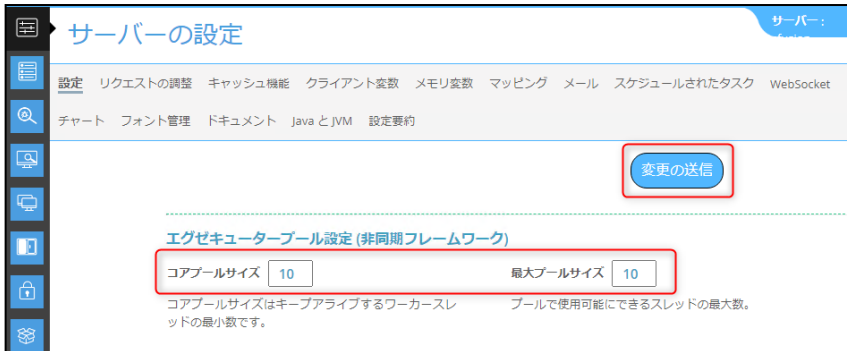 サーバーの設定
サーバー :
設定 リクエストの調整 キャッシュ機能 クライアント変数 メモリ変数 マッピング メール スケジュールされたタスク WebSocket
チャート フォント管理 ドキュメント Java と JVM 設定要約
変更の送信
エグゼキュータープール設定 (非同期フレームワーク)
コアプールサイズ 10 最大プールサイズ 10
コアプールサイズはキープアライブするワーカースレ プールで使用可能にできるスレッドの最大数。
ッドの最小数です。